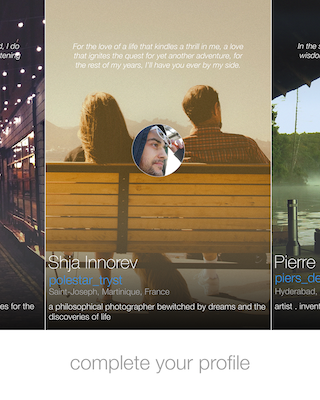 d, I do
stening
es for the
For the love of a life that kindles a thrill in me, a love
that ignites the quest for yet another adventure, for
the rest of my years, I'll have you ever by my side.
Shja Innorev
polestar_tryst
Saint-Joseph, Martinique, France
a philosophical photographer bewitched by dreams and the
discoveries of life
In the s
wisdo
Pierre
piers_de
Hyderabad,
artist . invent
complete your profile